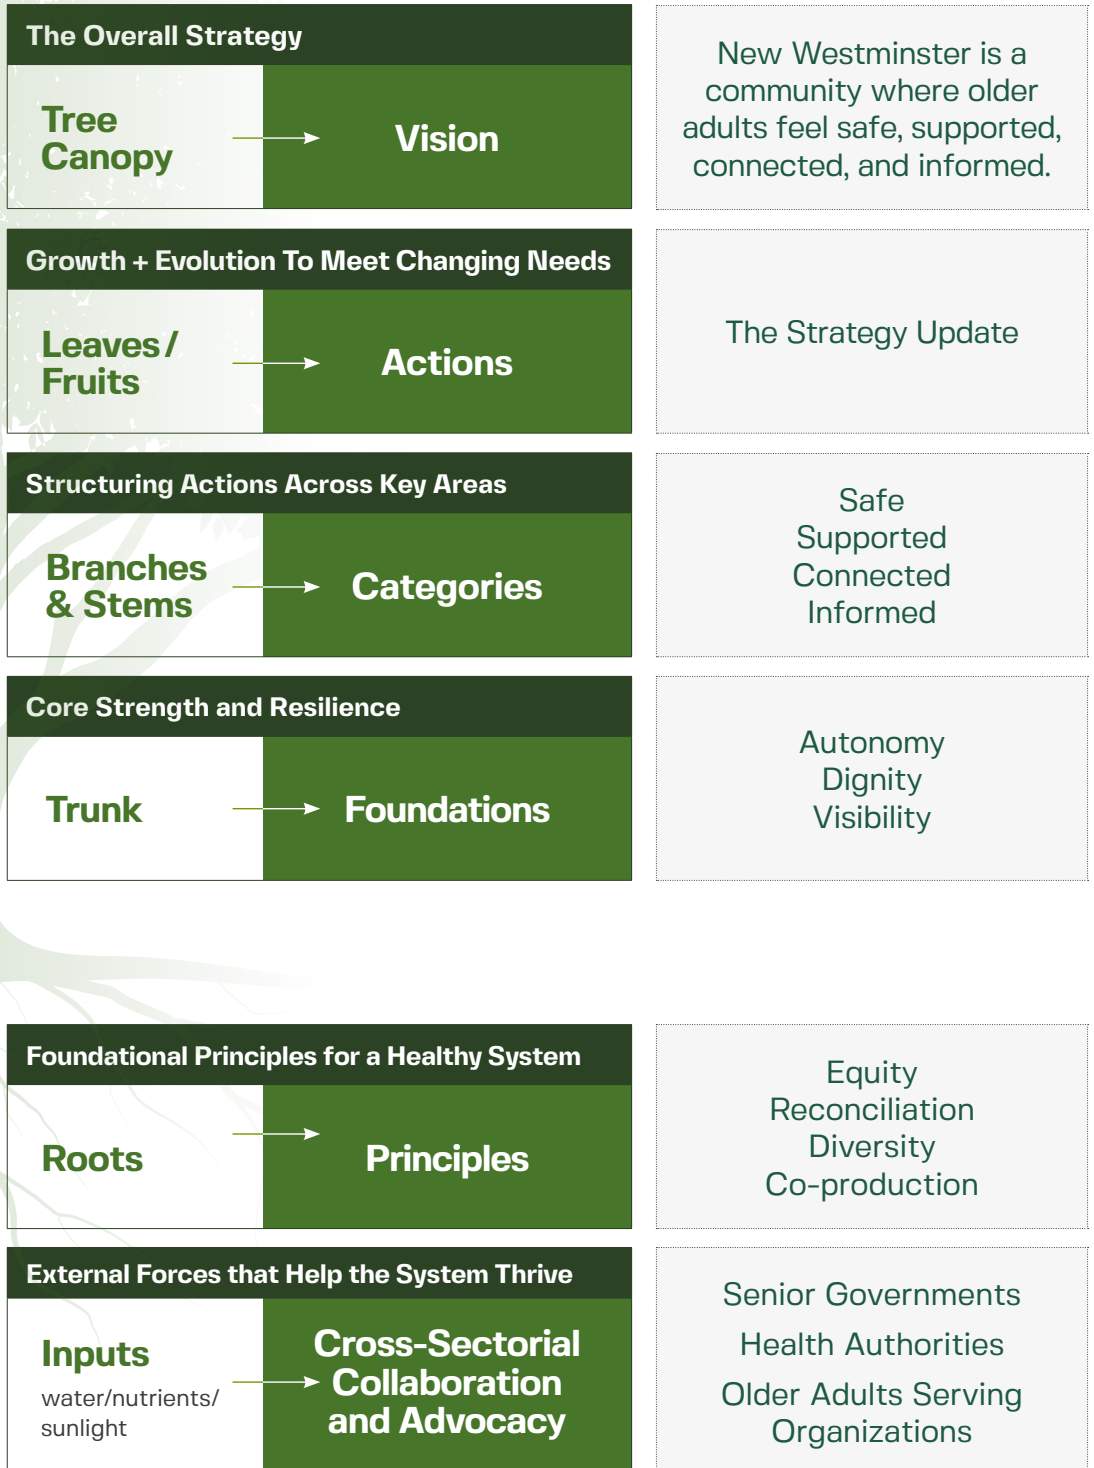 The Overall Strategy
Tree
Canopy
Vision
New Westminster is a
community where older
adults feel safe, supported,
connected, and informed.
Growth + Evolution To Meet Changing Needs
Leaves/
Fruits
Actions
The Strategy Update
Structuring Actions Across Key Areas
Branches
& Stems
Categories
Safe
Supported
Connected
Informed
Core Strength and Resilience
Trunk
Foundations
Autonomy
Dignity
Visibility
Foundational Principles for a Healthy System
Roots
Principles
Equity
Reconciliation
Diversity
Co-production
External Forces that Help the System Thrive
Inputs
water/nutrients/
sunlight
Cross-Sectorial
Collaboration
and Advocacy
Senior Governments
Health Authorities
Older Adults Serving
Organizations